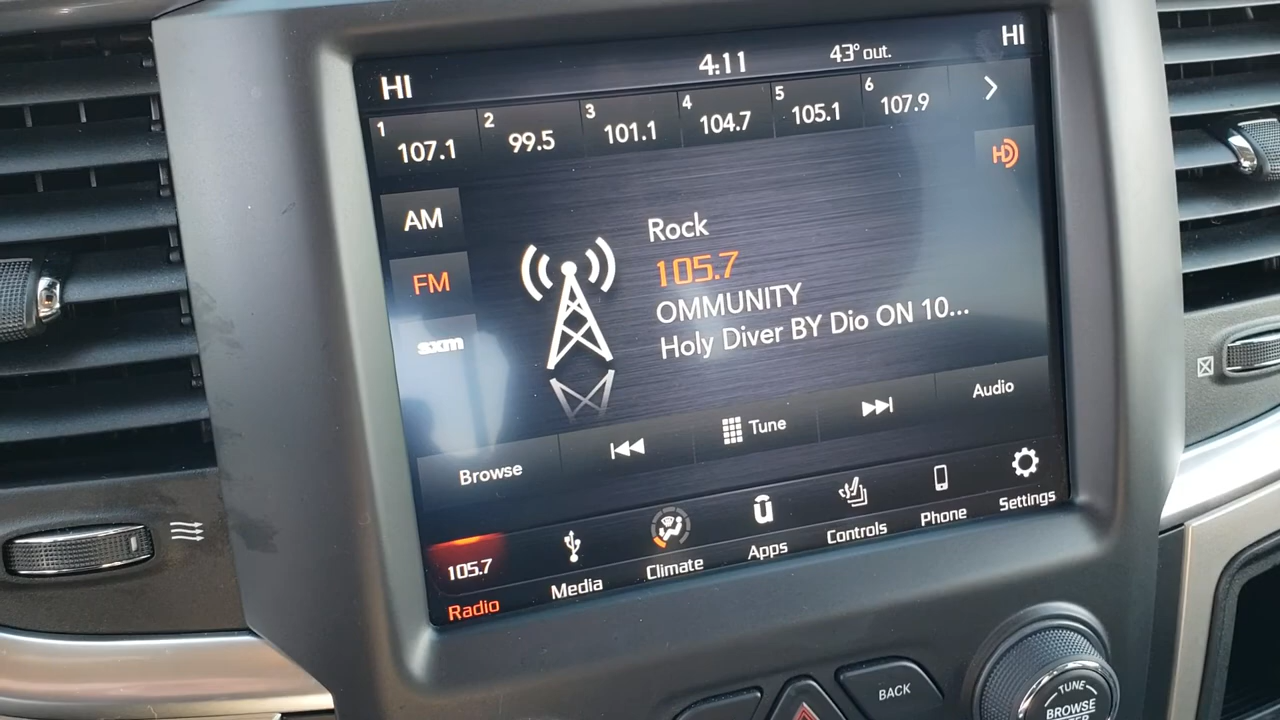 HI 4:11 43° out. HI
1 107.1 2 99.5 3 101.1 4 104.7 5 105.1 6 107.9
HD
AM
FM
sxm
Rock
105.7
OMMUNITY
Holy Diver BY Dio ON 10...
Browse Tune Audio
105.7
Radio Media Climate Apps Controls Phone Settings
BACK
TUNE
BROWSE